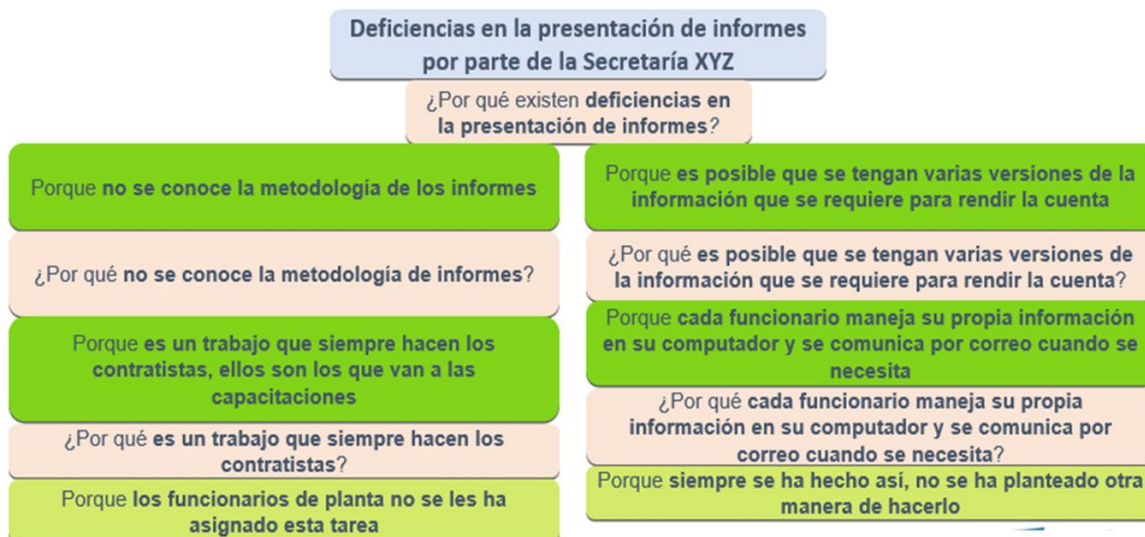 Deficiencias en la presentación de informes
por parte de la Secretaría XYZ
¿Por qué existen deficiencias en
la presentación de informes?
Porque no se conoce la metodología de los informes
¿Por qué no se conoce la metodología de informes?
Porque es un trabajo que siempre hacen los
contratistas, ellos son los que van a las
capacitaciones
¿Por qué es un trabajo que siempre hacen los
contratistas?
Porque los funcionarios de planta no se les ha
asignado esta tarea
Porque es posible que se tengan varias versiones de la
información que se requiere para rendir la cuenta
¿Por qué es posible que se tengan varias versiones de
la información que se requiere para rendir la cuenta?
Porque cada funcionario maneja su propia información
en su computador y se comunica por correo cuando se
necesita
¿Por qué cada funcionario maneja su propia
información en su computador y se comunica por
correo cuando se necesita?
Porque siempre se ha hecho así, no se ha planteado otra
manera de hacerlo